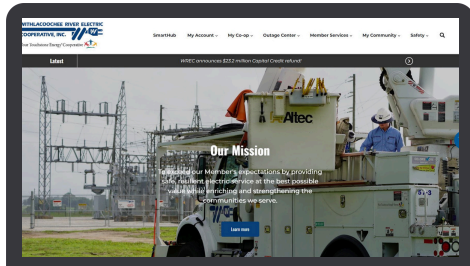 WITHLACOOCHEE RIVER ELECTRIC
COOPERATIVE, INC.
Your Touchstone Energy® Cooperative
SmartHub My Account My Co-op Outage Center Member Services My Community Safety
Latest WREC announces $23.2 million Capital Credit refund!
Altec
Our Mission
To exceed our Member's expectations by providing
safe, resilient electric service at the best possible
value while enriching and strengthening the
communities we serve.
Learn more